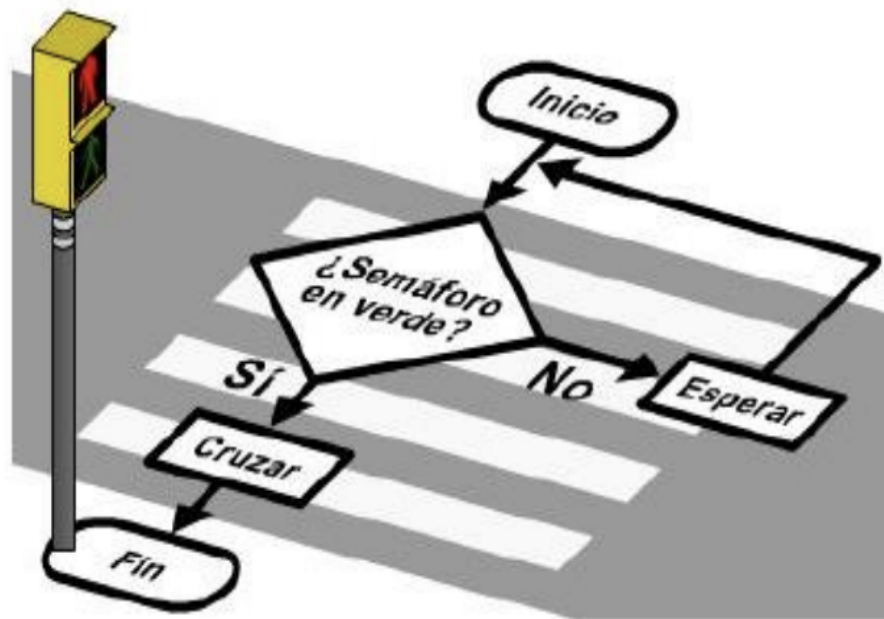 Inicio
¿Semáforo
en verde?
Sí
No
Esperar
Cruzar
Fin